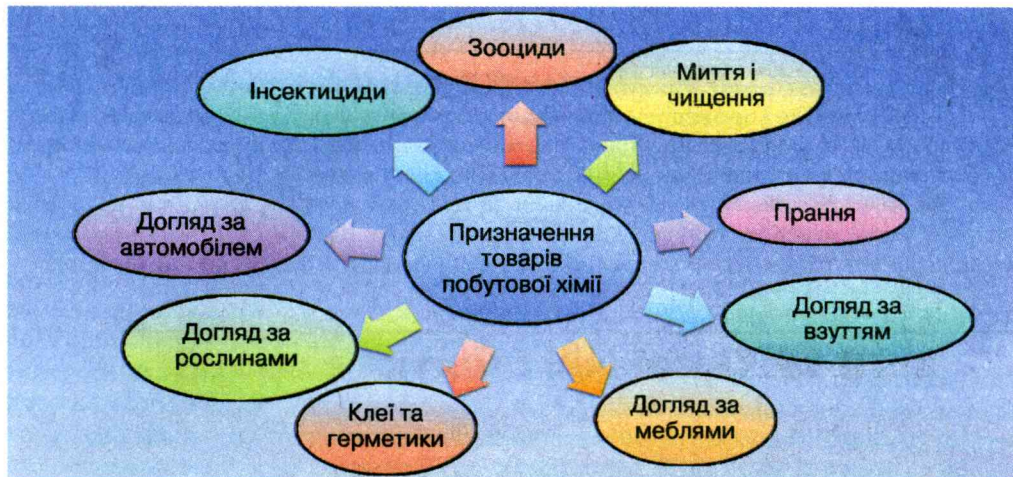 Зооциди
Інсектициди
Миття і
чищення
Догляд за
автомобілем
Призначення
товарів
побутової хімії
Прання
Догляд за
рослинами
Догляд за
взуттям
Клеї та
герметики
Догляд за
меблями